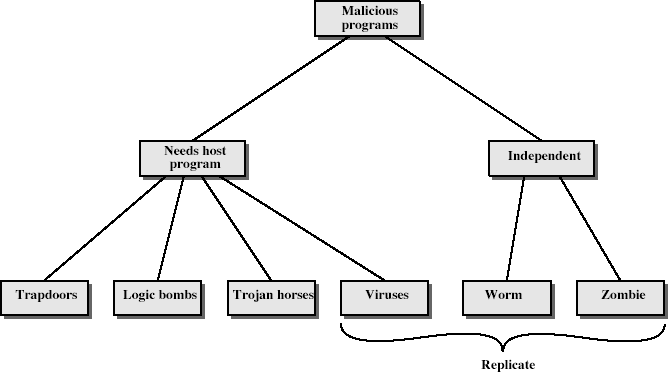 Malicious
programs
Needs host
program
Independent
Trapdoors
Logic bombs
Trojan horses
Viruses
Worm
Zombie
Replicate